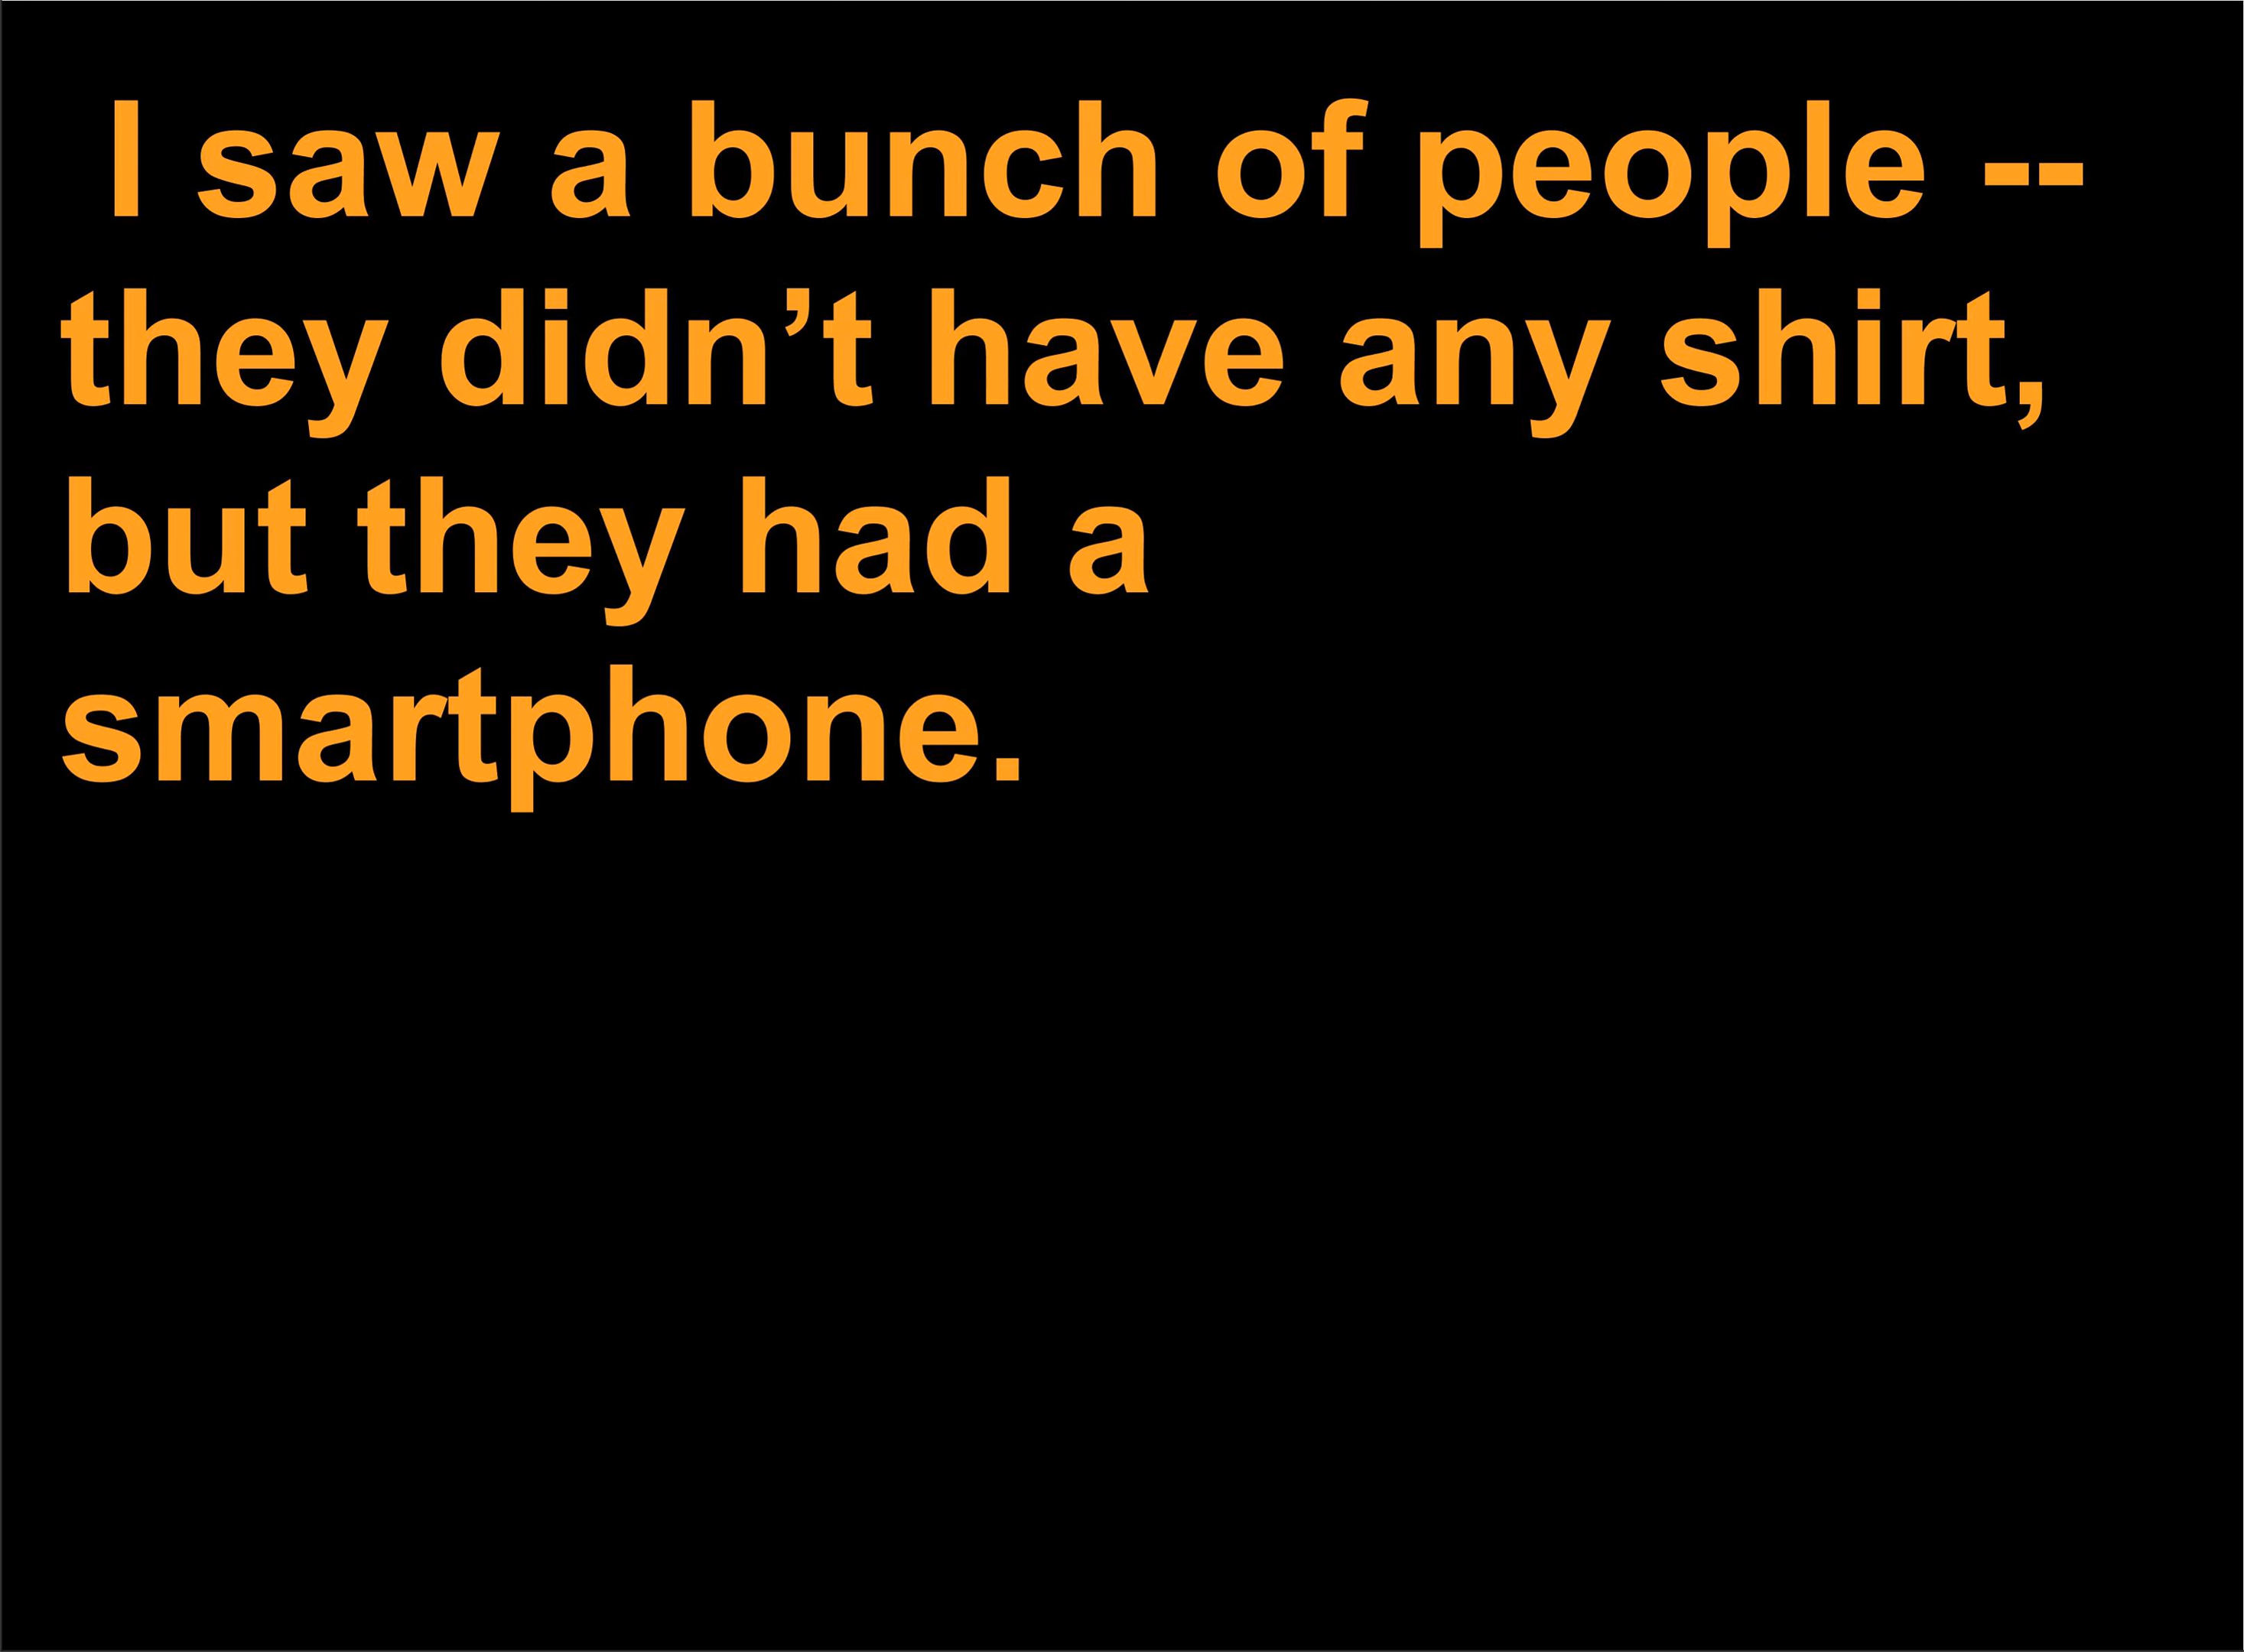 I saw a bunch of people --
they didn’t have any shirt,
but they had a
smartphone.